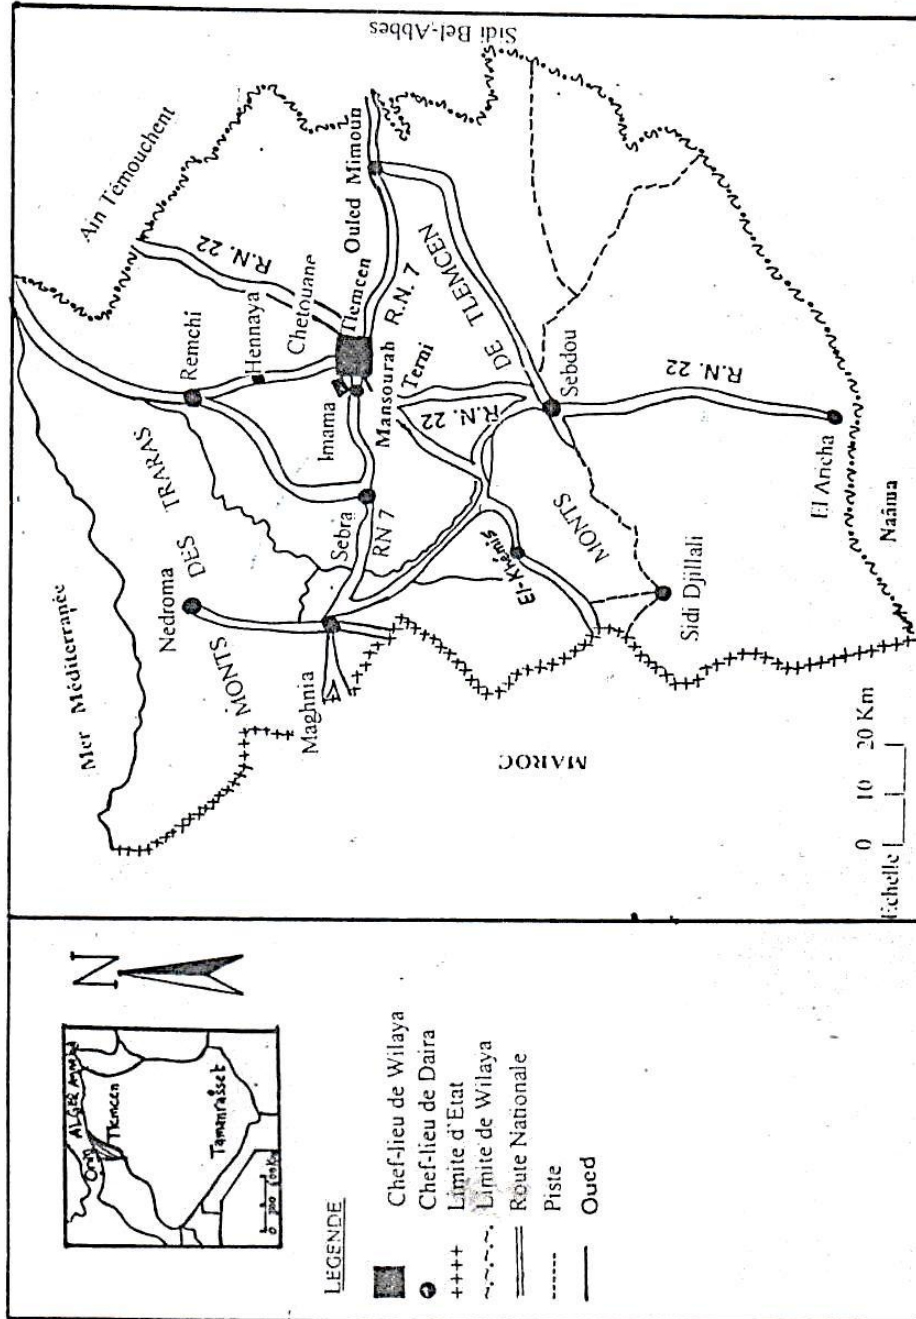 Mer Méditerranée
Ain Témouchent
Sidi Bel-Abbes
MONTS
DES
TRARAS
Nedroma
Remchi
Hennaya
Chetouane
R.N. 22
Tlemcen
Ouled Mimoun
R.N. 7
Imama
Mansourah
Terni
Maghnia
Sebra
RN 7
R.N. 22
El-Khemis
MONTS
DE TLEMCEN
Sebdou
R.N. 22
Sidi Djillali
El Aricha
Naâma
MAROC
Echelle
0 10 20 Km
N
ALGER
Annaba
Oran
Tlemcen
Tamanrasset
LEGENDE
Chef-lieu de Wilaya
Chef-lieu de Daira
Limite d'Etat
Limite de Wilaya
Route Nationale
Piste
Oued